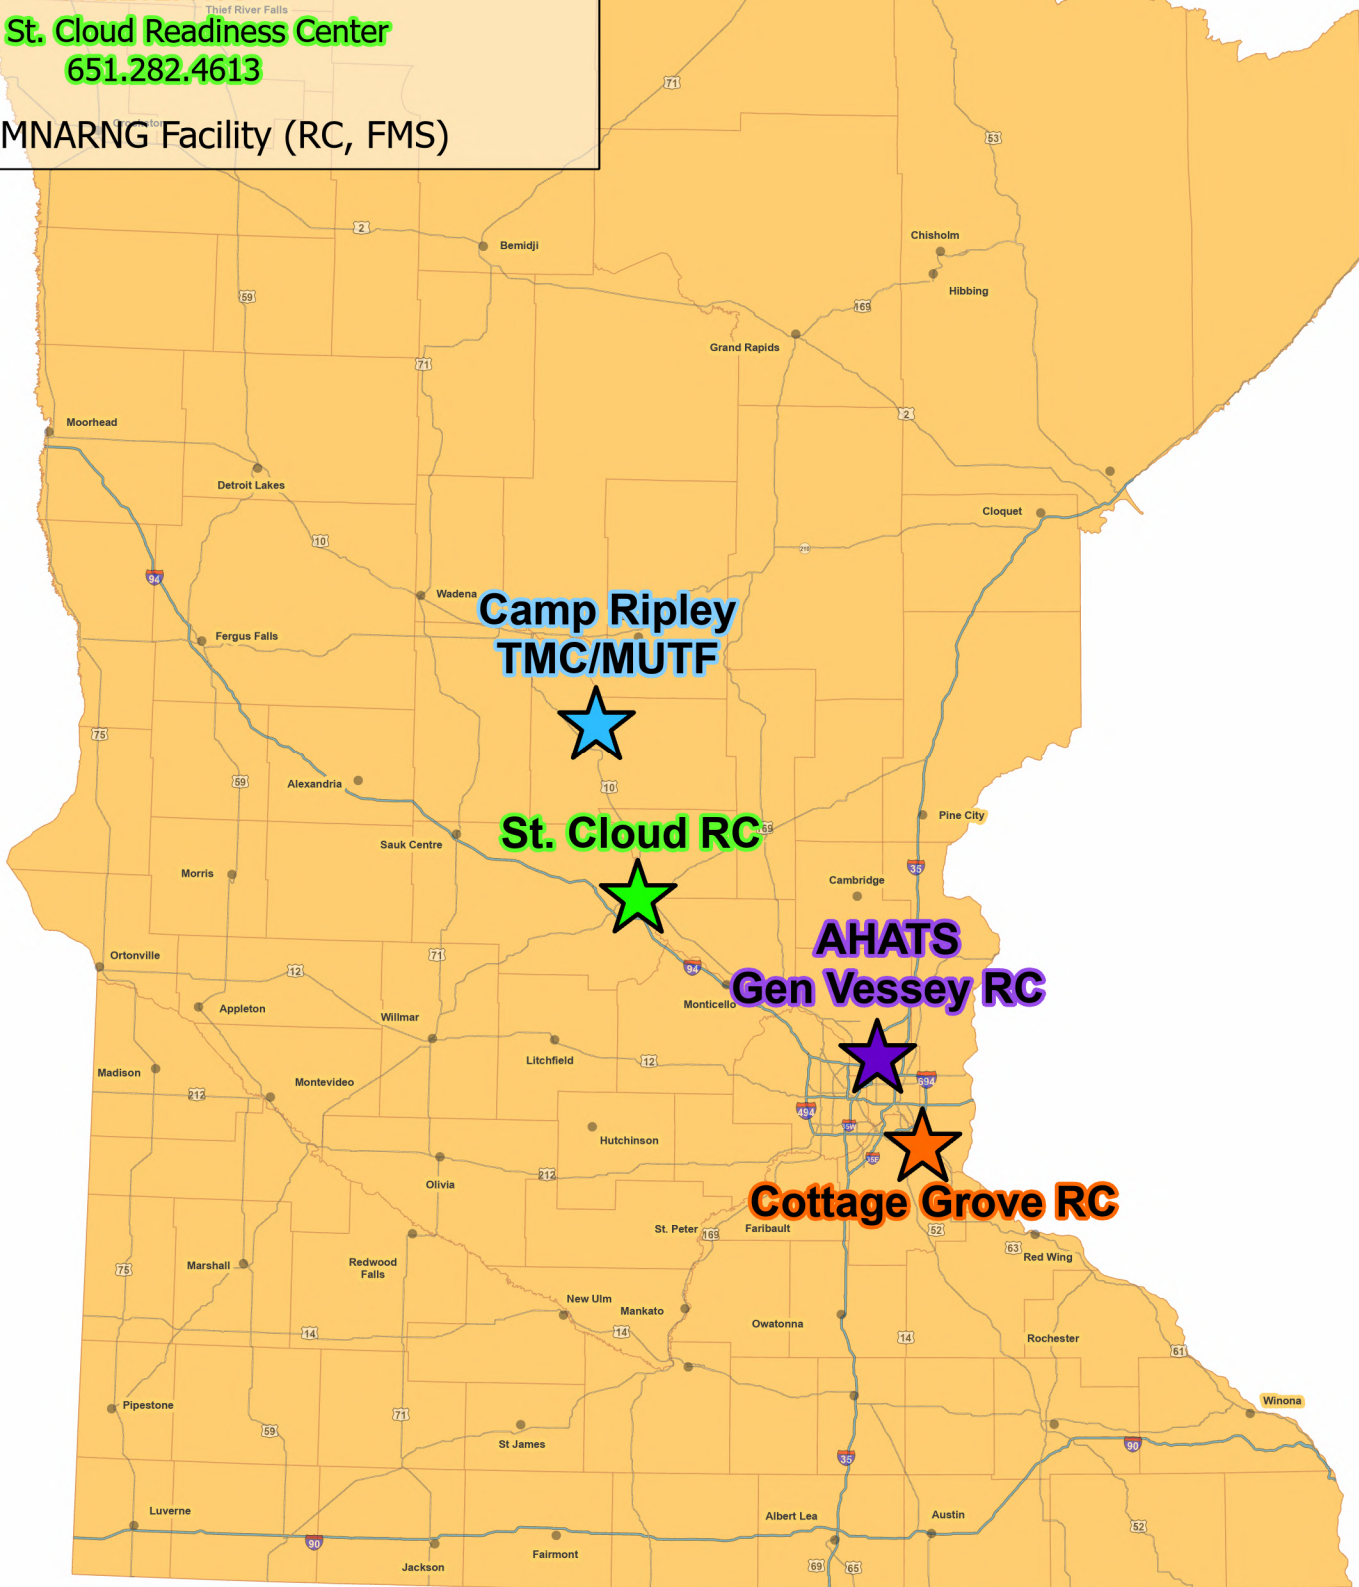 Thief River Falls
St. Cloud Readiness Center
651.282.4613
Crookston
MNARNG Facility (RC, FMS)
71
53
2
Bemidji
Chisholm
Hibbing
59
169
Grand Rapids
71
2
Moorhead
Detroit Lakes
Cloquet
10
210
94
Wadena
Camp Ripley
TMC/MUTF
Fergus Falls
75
59
Alexandria
10
Pine City
St. Cloud RC
169
Sauk Centre
35
Morris
Cambridge
AHATS
Gen Vessey RC
Ortonville
71
12
94
Monticello
Appleton
Willmar
Litchfield
12
Madison
Montevideo
694
212
494
35W
Hutchinson
35E
212
Olivia
Cottage Grove RC
St. Peter
169
Faribault
52
63
Red Wing
Marshall
75
Redwood
Falls
New Ulm
Mankato
Owatonna
14
14
14
Rochester
61
Pipestone
71
59
Winona
St James
90
35
Luverne
Albert Lea
Austin
52
90
Fairmont
Jackson
69
65